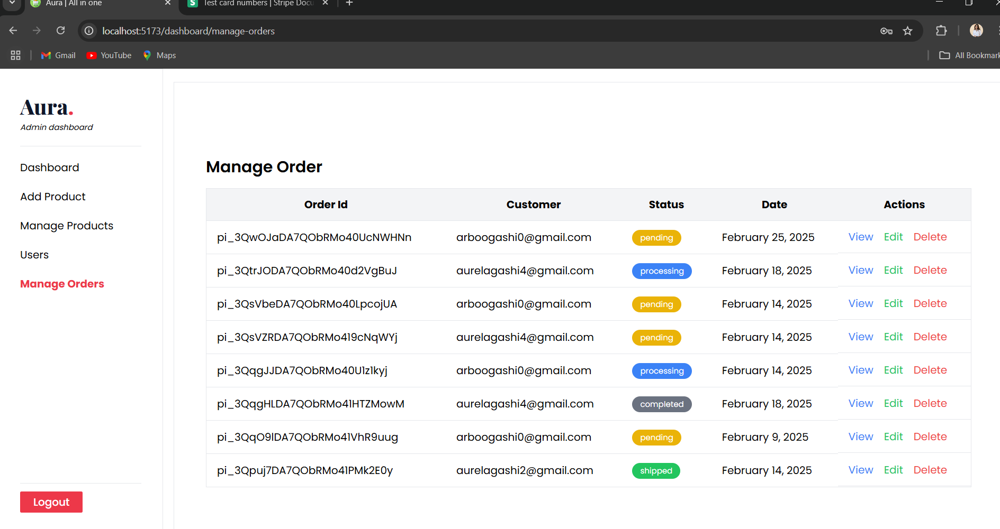 Aura | All in one
Test card numbers | Stripe Docu
localhost:5173/dashboard/manage-orders
Gmail
YouTube
Maps
All Bookmark
Aura.
Admin dashboard
Dashboard
Add Product
Manage Products
Users
Manage Orders
Logout
Manage Order
Order Id Customer Status Date Actions
pi_3QwOJaDA7QObRMo40UcNWHNn arboogashi0@gmail.com pending February 25, 2025 View Edit Delete
pi_3QtrJODA7QObRMo40d2VgBuJ aurelagashi4@gmail.com processing February 18, 2025 View Edit Delete
pi_3QsVbeDA7QObRMo40LpcojUA arboogashi0@gmail.com pending February 14, 2025 View Edit Delete
pi_3QsVZRDA7QObRMo419cNqWYj aurelagashi4@gmail.com pending February 14, 2025 View Edit Delete
pi_3QqgJJDA7QObRMo40U1z1kyj arboogashi0@gmail.com processing February 14, 2025 View Edit Delete
pi_3QqgHLDA7QObRMo41HTZMowM aurelagashi4@gmail.com completed February 18, 2025 View Edit Delete
pi_3QqO9lDA7QObRMo41VhR9uug arboogashi0@gmail.com pending February 9, 2025 View Edit Delete
pi_3Qpuj7DA7QObRMo41PMk2E0y aurelagashi2@gmail.com shipped February 14, 2025 View Edit Delete